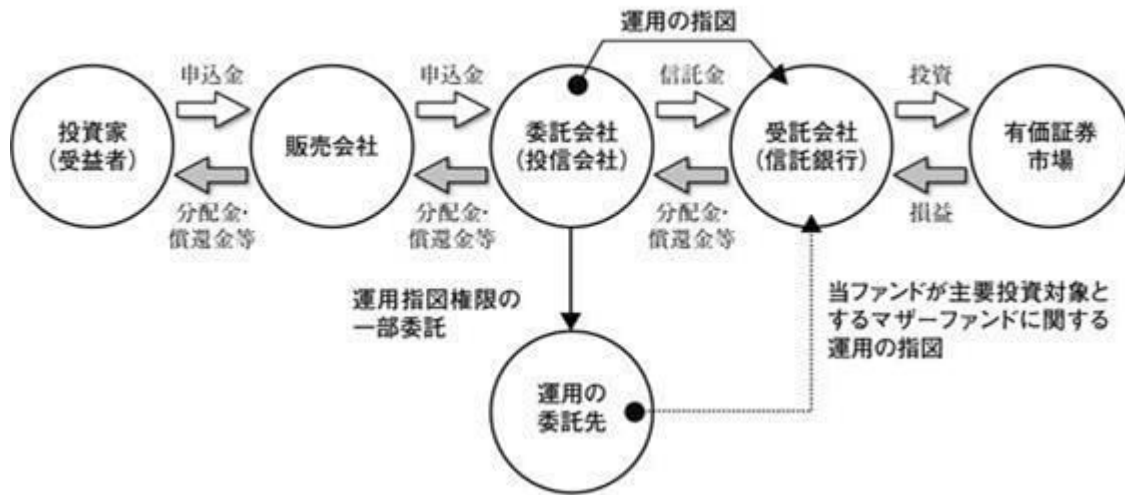 運用の指図
申込金
申込金
信託金
投資
投資家
(受益者)
販売会社
委託会社
(投信会社)
受託会社
(信託銀行)
有価証券
市場
分配金・
償還金等
分配金・
償還金等
分配金・
償還金等
損益
運用指図権限の
一部委託
当ファンドが主要投資対象と
するマザーファンドに関する
運用の指図
運用の
委託先